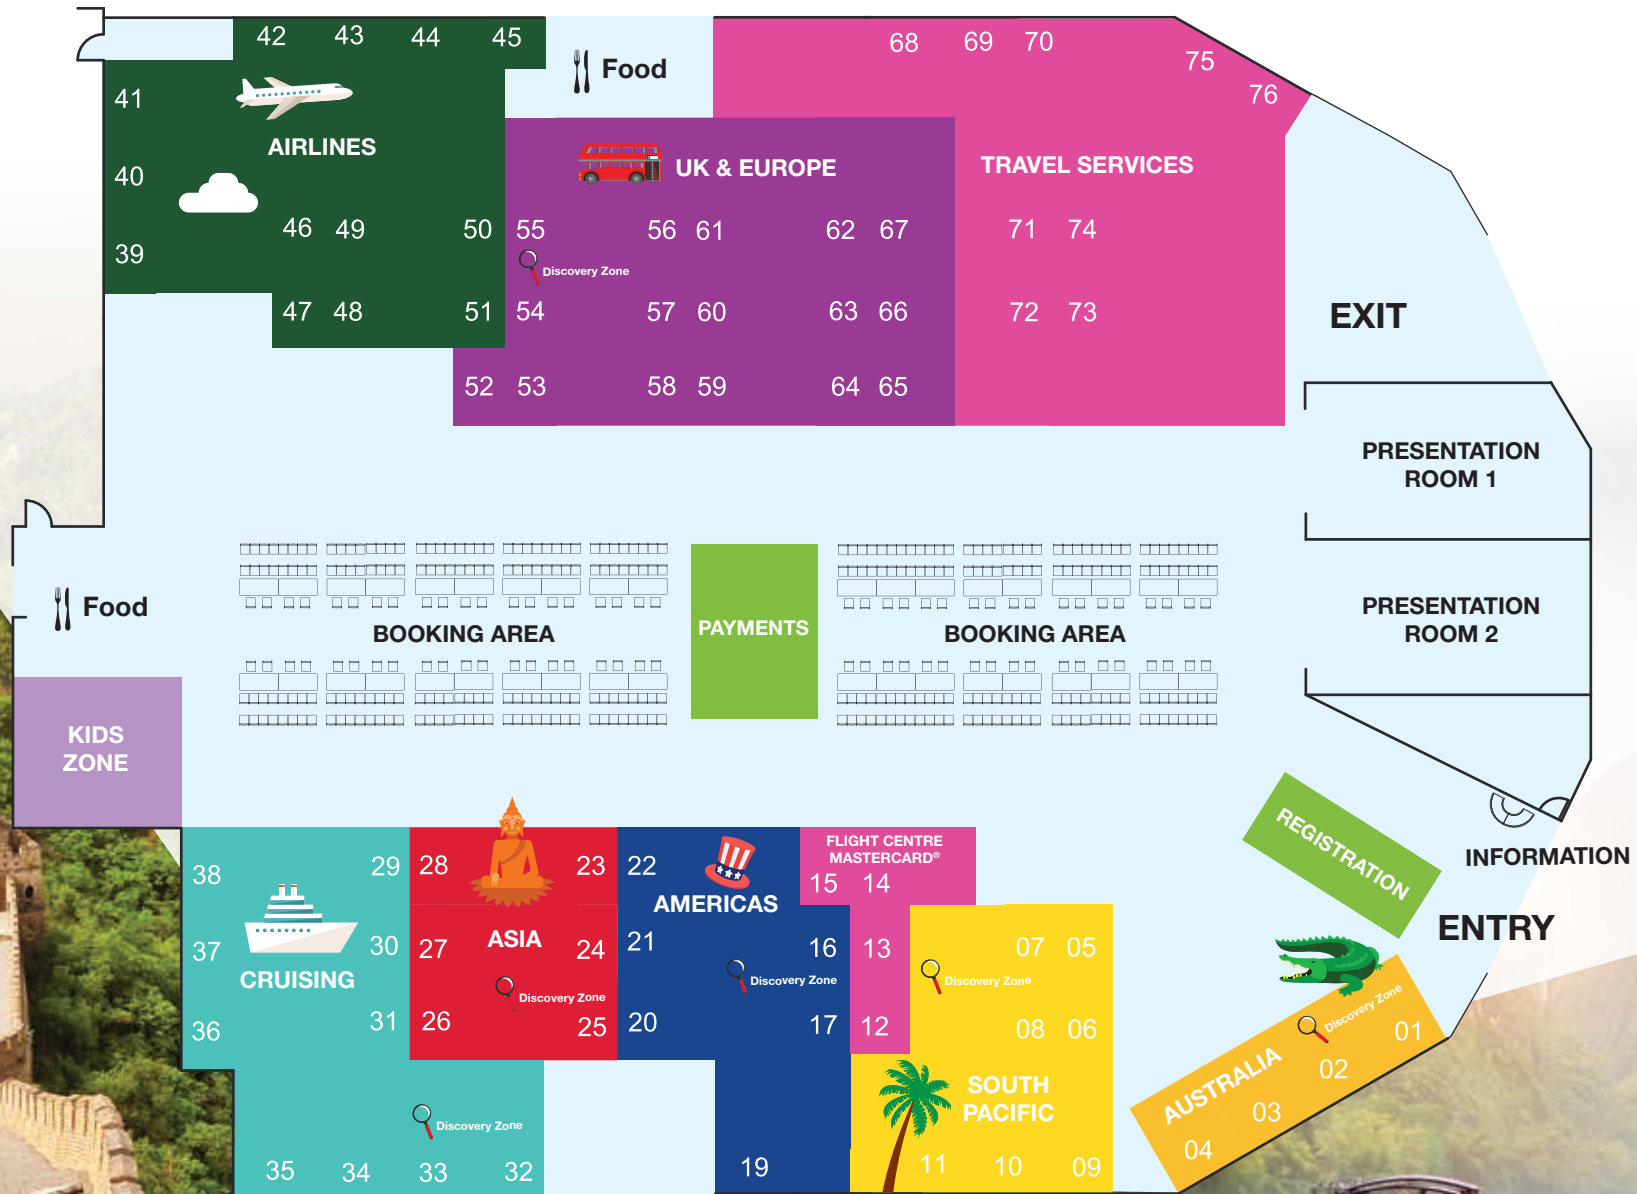 42 43 44 45
Food
68 69 70
75
76
41
AIRLINES
UK & EUROPE
TRAVEL SERVICES
40
46 49 50 55 56 61 62 67 71 74
39
Discovery Zone
47 48 51 54 57 60 63 66 72 73
EXIT
52 53 58 59 64 65
PRESENTATION
ROOM 1
Food
BOOKING AREA
PAYMENTS
BOOKING AREA
PRESENTATION
ROOM 2
KIDS
ZONE
REGISTRATION
INFORMATION
ENTRY
38 29 28 23 22
FLIGHT CENTRE
MASTERCARD®
15 14
AMERICAS
37 30 27 ASIA 24 21 16 13 07 05
CRUISING
Discovery Zone
Discovery Zone
Discovery Zone
36 31 26 25 20 17 12 08 06
Discovery Zone
01
02
AUSTRALIA
03
04
SOUTH
PACIFIC
Discovery Zone
35 34 33 32 19 11 10 09